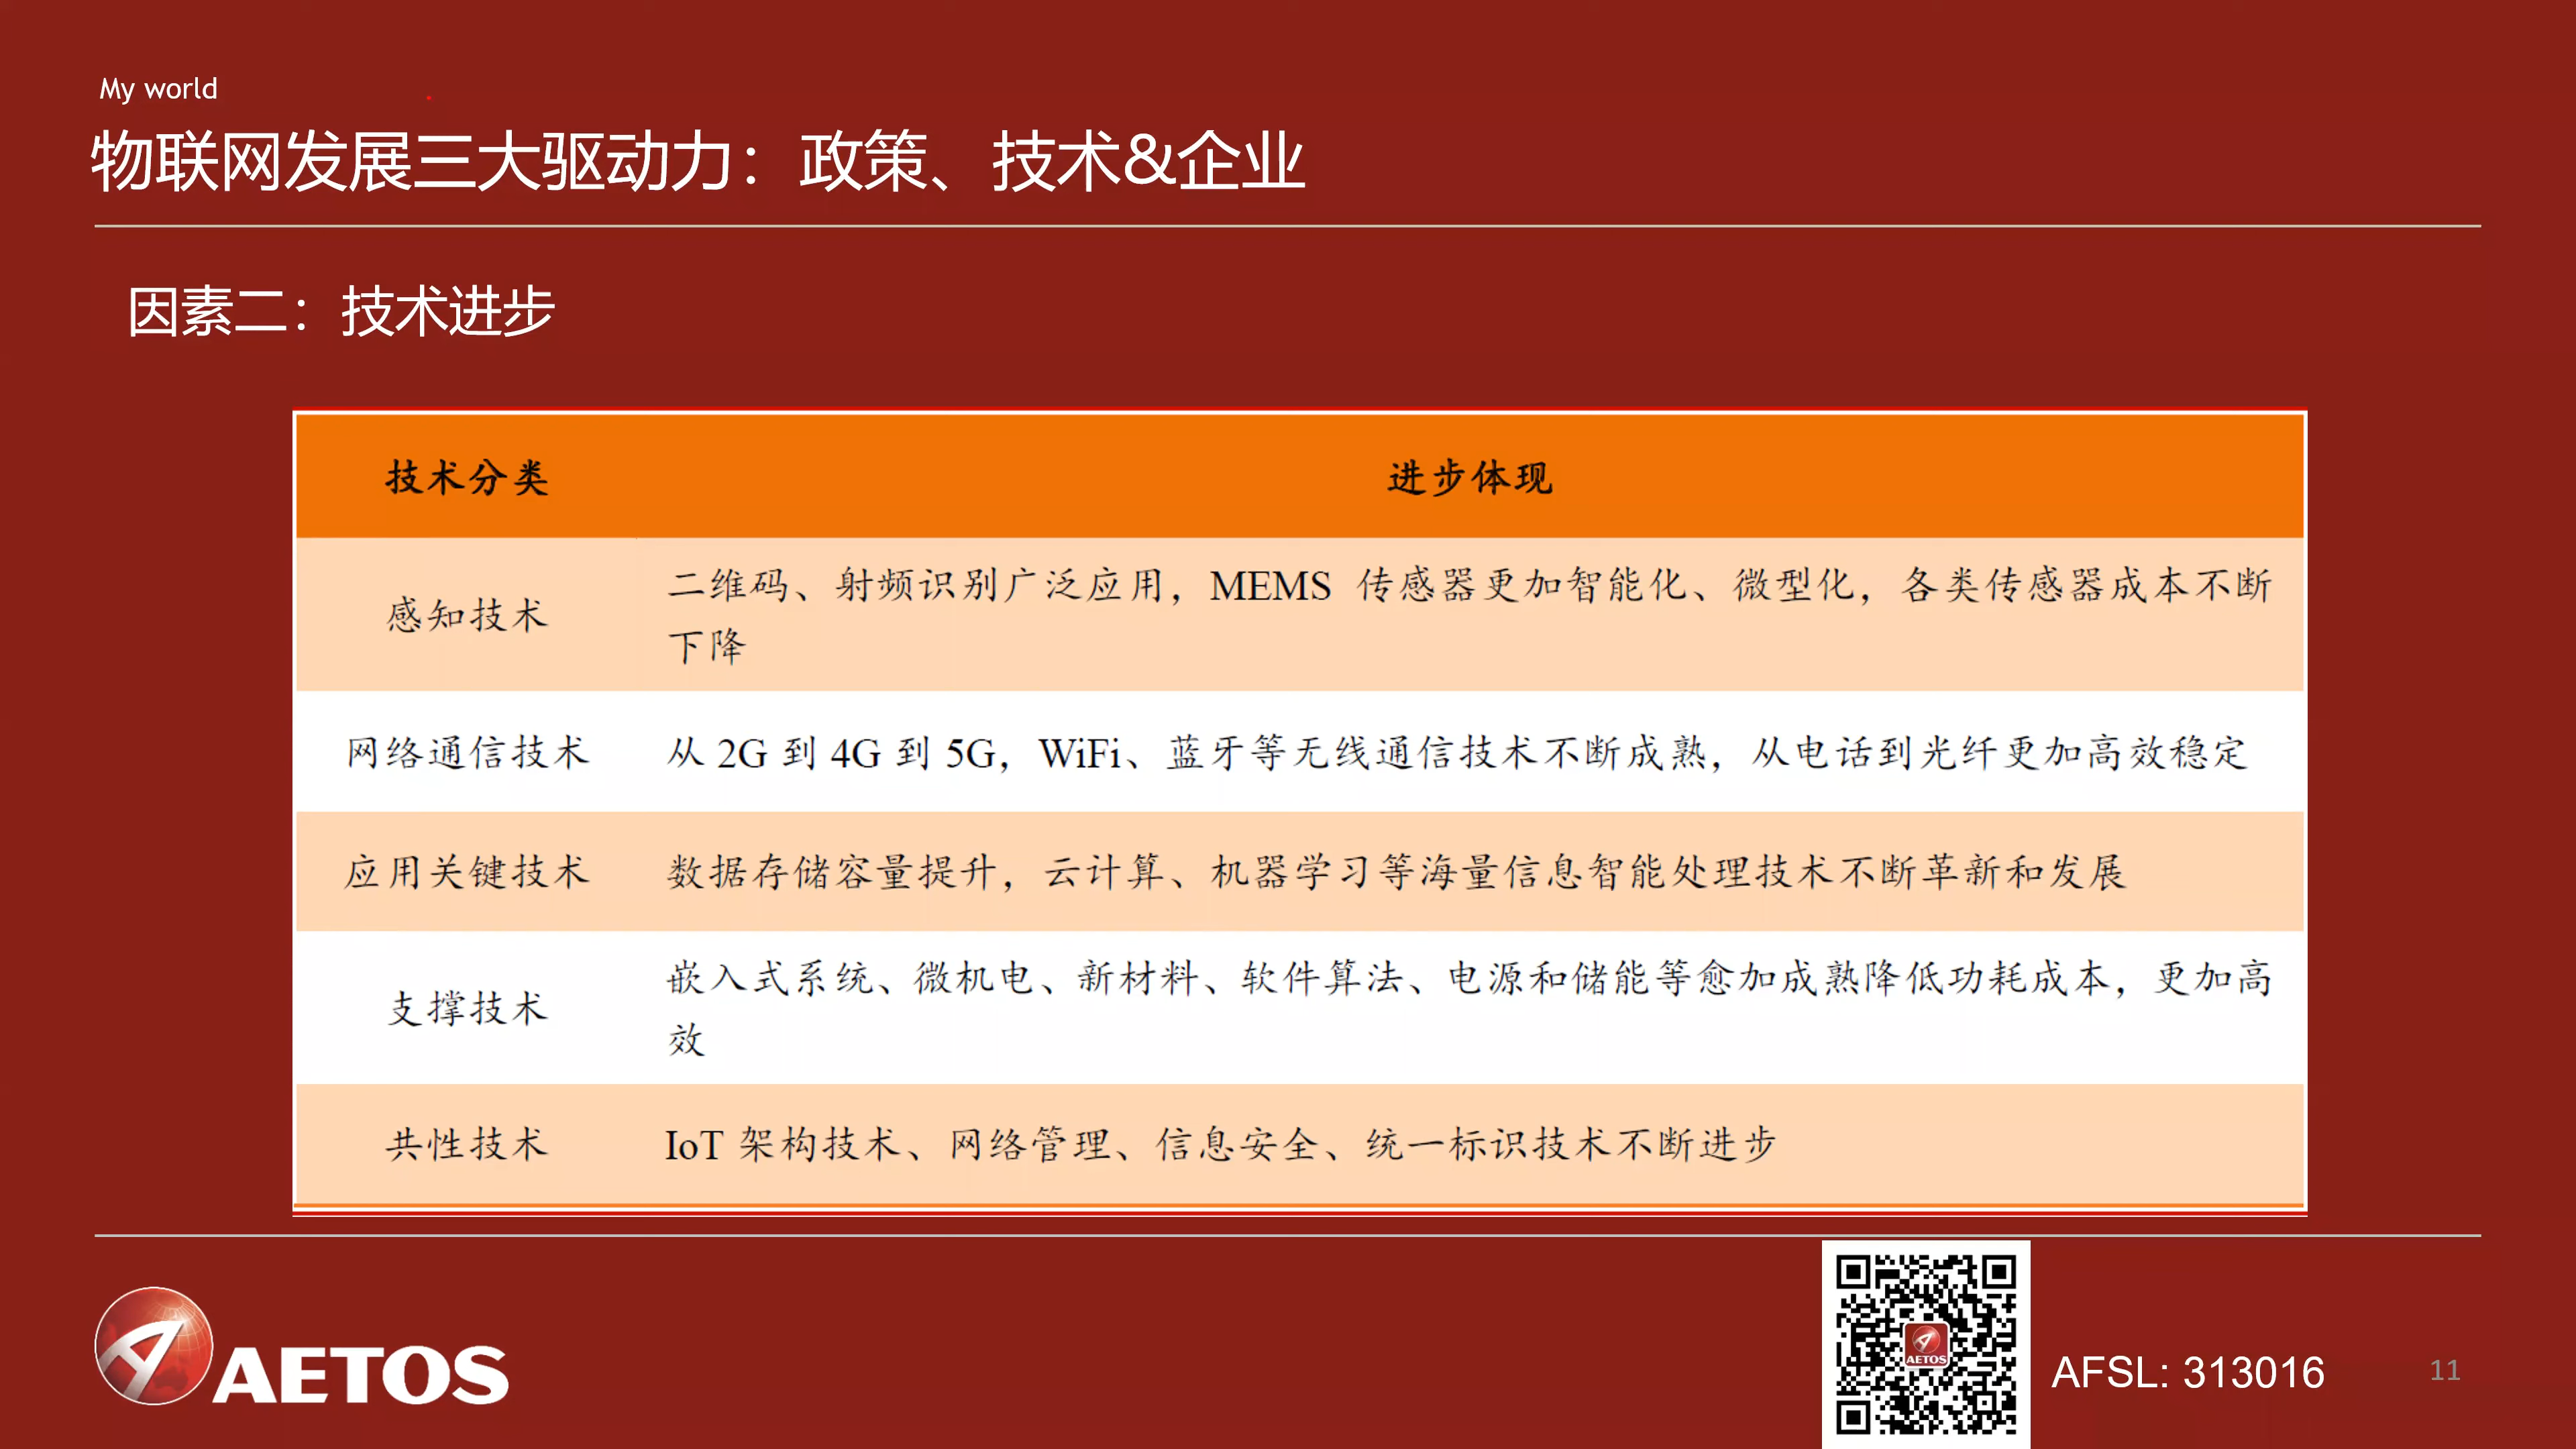 My world
物联网发展三大驱动力：政策、技术&企业
因素二：技术进步
技术分类 进步体现
感知技术 二维码、射频识别广泛应用，MEMS 传感器更加智能化、微型化，各类传感器成本不断
下降
网络通信技术 从 2G 到 4G 到 5G，WiFi、蓝牙等无线通信技术不断成熟，从电话到光纤更加高效稳定
应用关键技术 数据存储容量提升，云计算、机器学习等海量信息智能处理技术不断革新和发展
支撑技术 嵌入式系统、微机电、新材料、软件算法、电源和储能等愈加成熟降低功耗成本，更加高
效
共性技术 IoT 架构技术、网络管理、信息安全、统一标识技术不断进步
AETOS
AETOS
AFSL: 313016
11